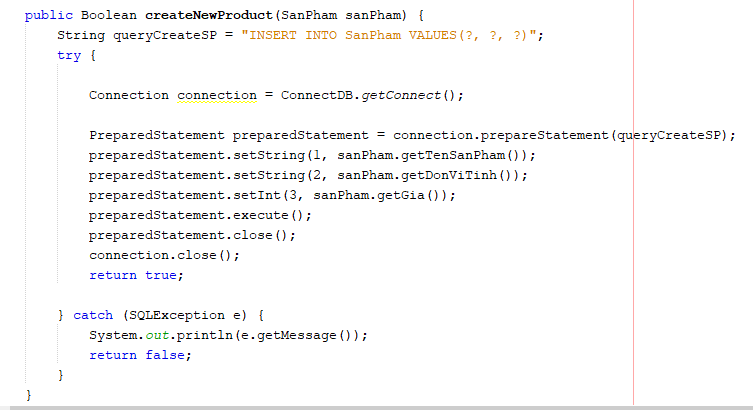 public Boolean createNewProduct(SanPham sanPham) {
String queryCreateSP = "INSERT INTO SanPham VALUES(?, ?, ?)";
try {
Connection connection = ConnectDB.getConnect();
PreparedStatement preparedStatement = connection.prepareStatement(queryCreateSP);
preparedStatement.setString(1, sanPham.getTenSanPham());
preparedStatement.setString(2, sanPham.getDonViTinh());
preparedStatement.setInt(3, sanPham.getGia());
preparedStatement.execute();
preparedStatement.close();
connection.close();
return true;
} catch (SQLException e) {
System.out.println(e.getMessage());
return false;
}
}